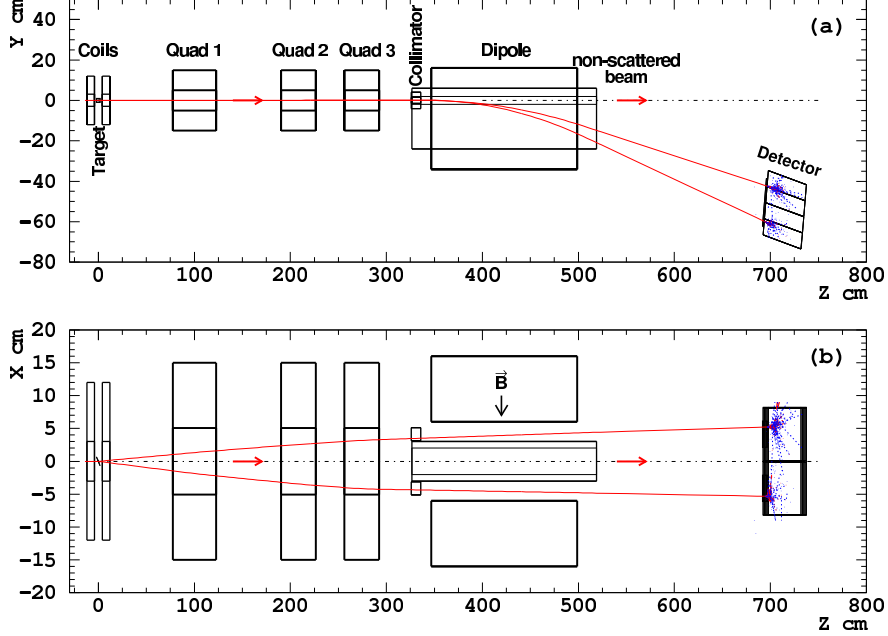 (a)
Y cm
40
20
0
−20
−40
−60
−80
Coils
Quad 1
Quad 2
Quad 3
Collimator
Dipole
non-scattered
beam
Target
Detector
0
100
200
300
400
500
600
700
800
Z cm
(b)
X cm
20
15
10
5
0
−5
−10
−15
−20
B
0
100
200
300
400
500
600
700
800
Z cm